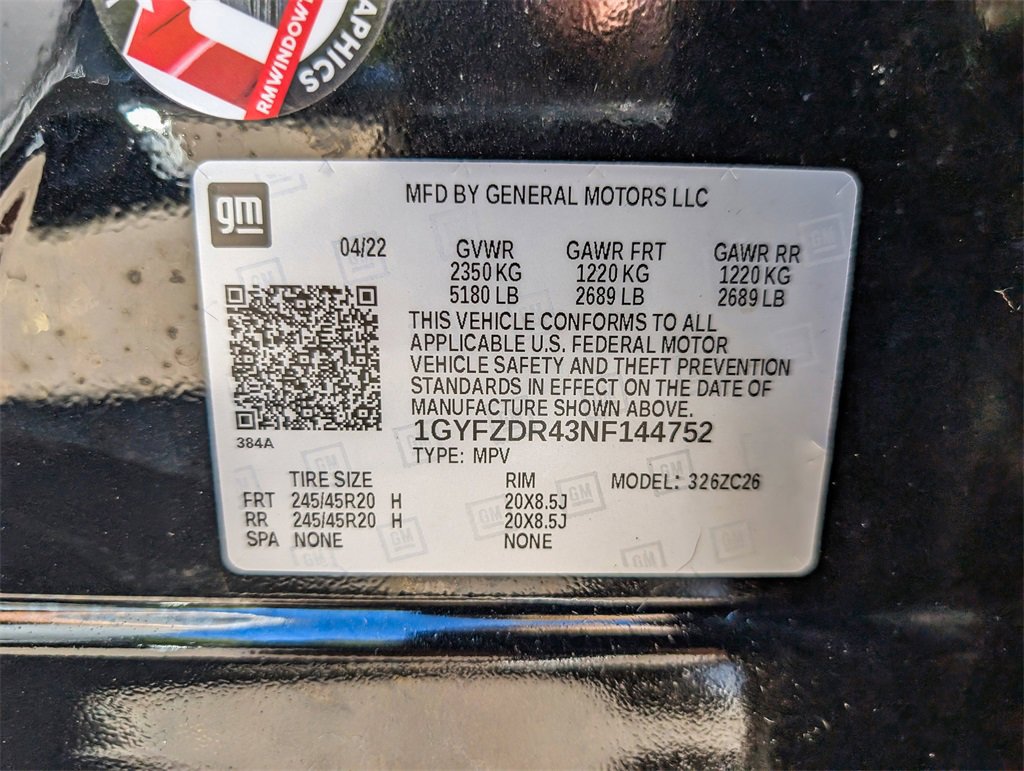 RMWINDOWT
APHICS
gm
MFD BY GENERAL MOTORS LLC
04/22 GVWR GAWR FRT GAWR RR
2350 KG 1220 KG 1220 KG
5180 LB 2689 LB 2689 LB
THIS VEHICLE CONFORMS TO ALL
APPLICABLE U.S. FEDERAL MOTOR
VEHICLE SAFETY AND THEFT PREVENTION
STANDARDS IN EFFECT ON THE DATE OF
MANUFACTURE SHOWN ABOVE.
384A
1GYFZDR43NF144752
TYPE: MPV
TIRE SIZE RIM MODEL: 326ZC26
FRT 245/45R20 H 20X8.5J
RR 245/45R20 H 20X8.5J
SPA NONE NONE